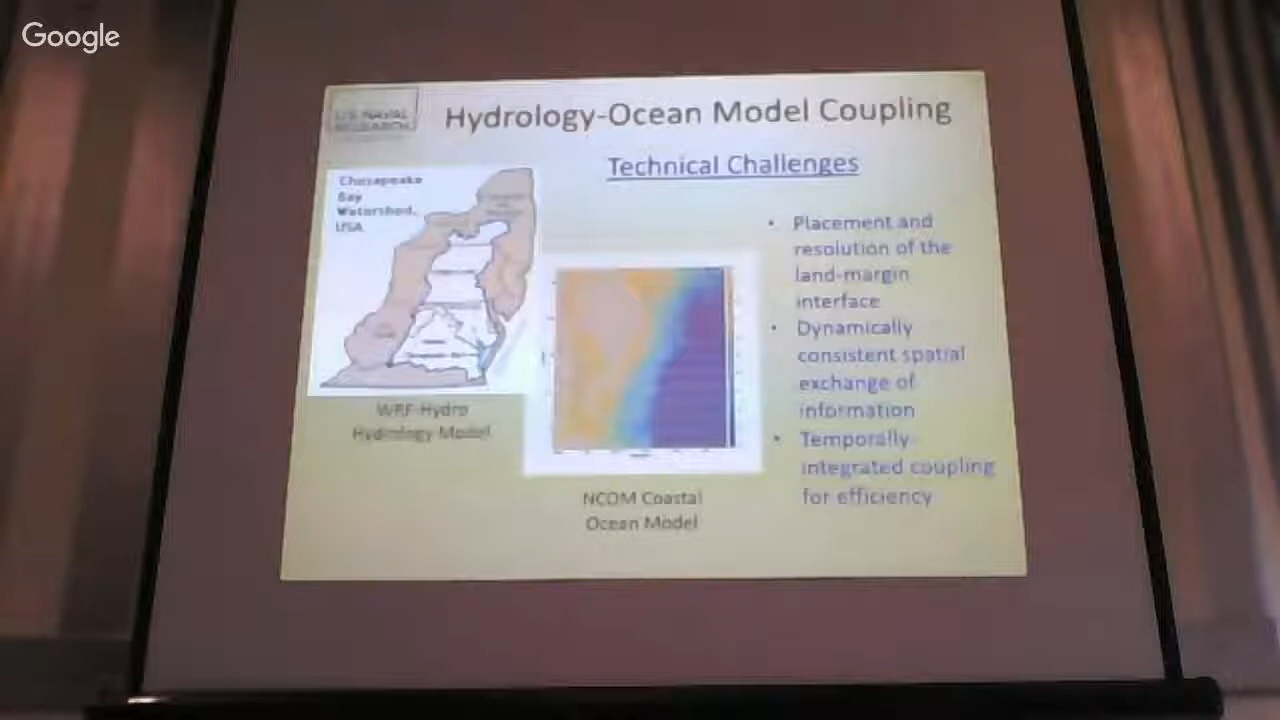 Google
U.S. NAVAL
RESEARCH
Hydrology-Ocean Model Coupling
Technical Challenges
Chesapeake
Bay
Watershed,
USA
• Placement and
resolution of the
land-margin
interface
• Dynamically
consistent spatial
exchange of
information
• Temporally
integrated coupling
for efficiency
WRF-Hydro
Hydrology Model
NCOM Coastal
Ocean Model